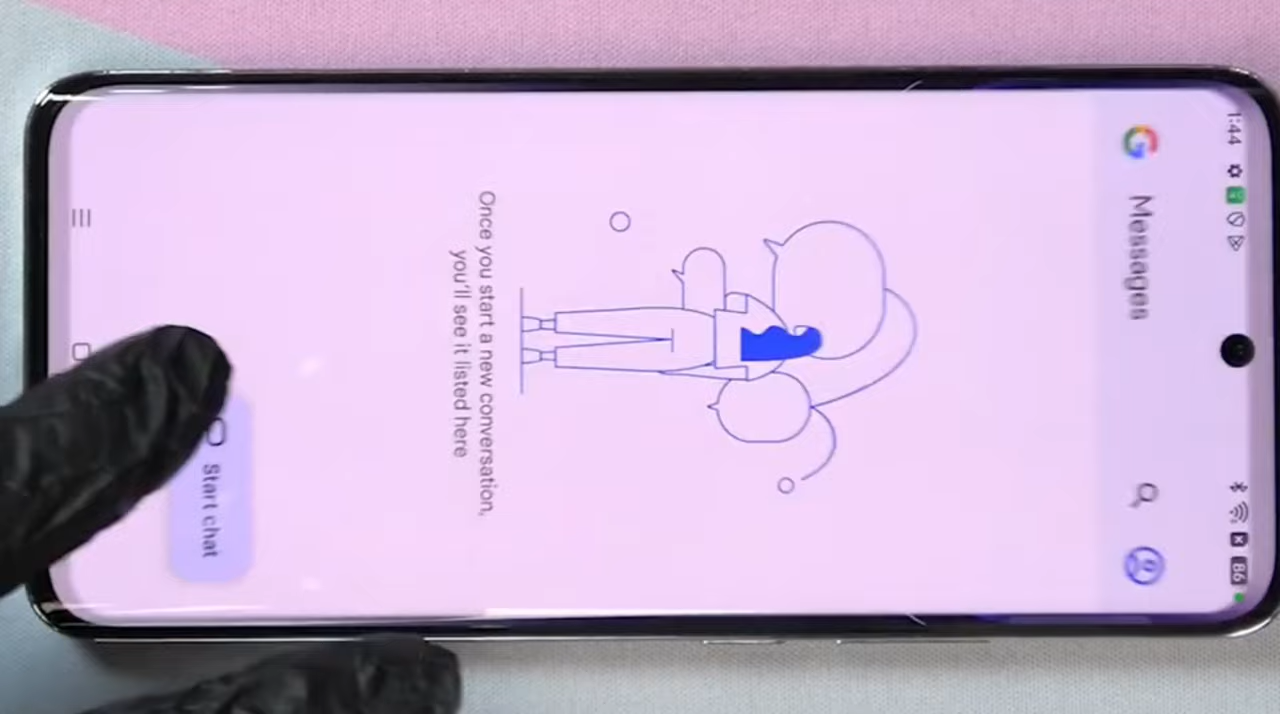 1:44
86
Messages
Once you start a new conversation,
you'll see it listed here
Start chat